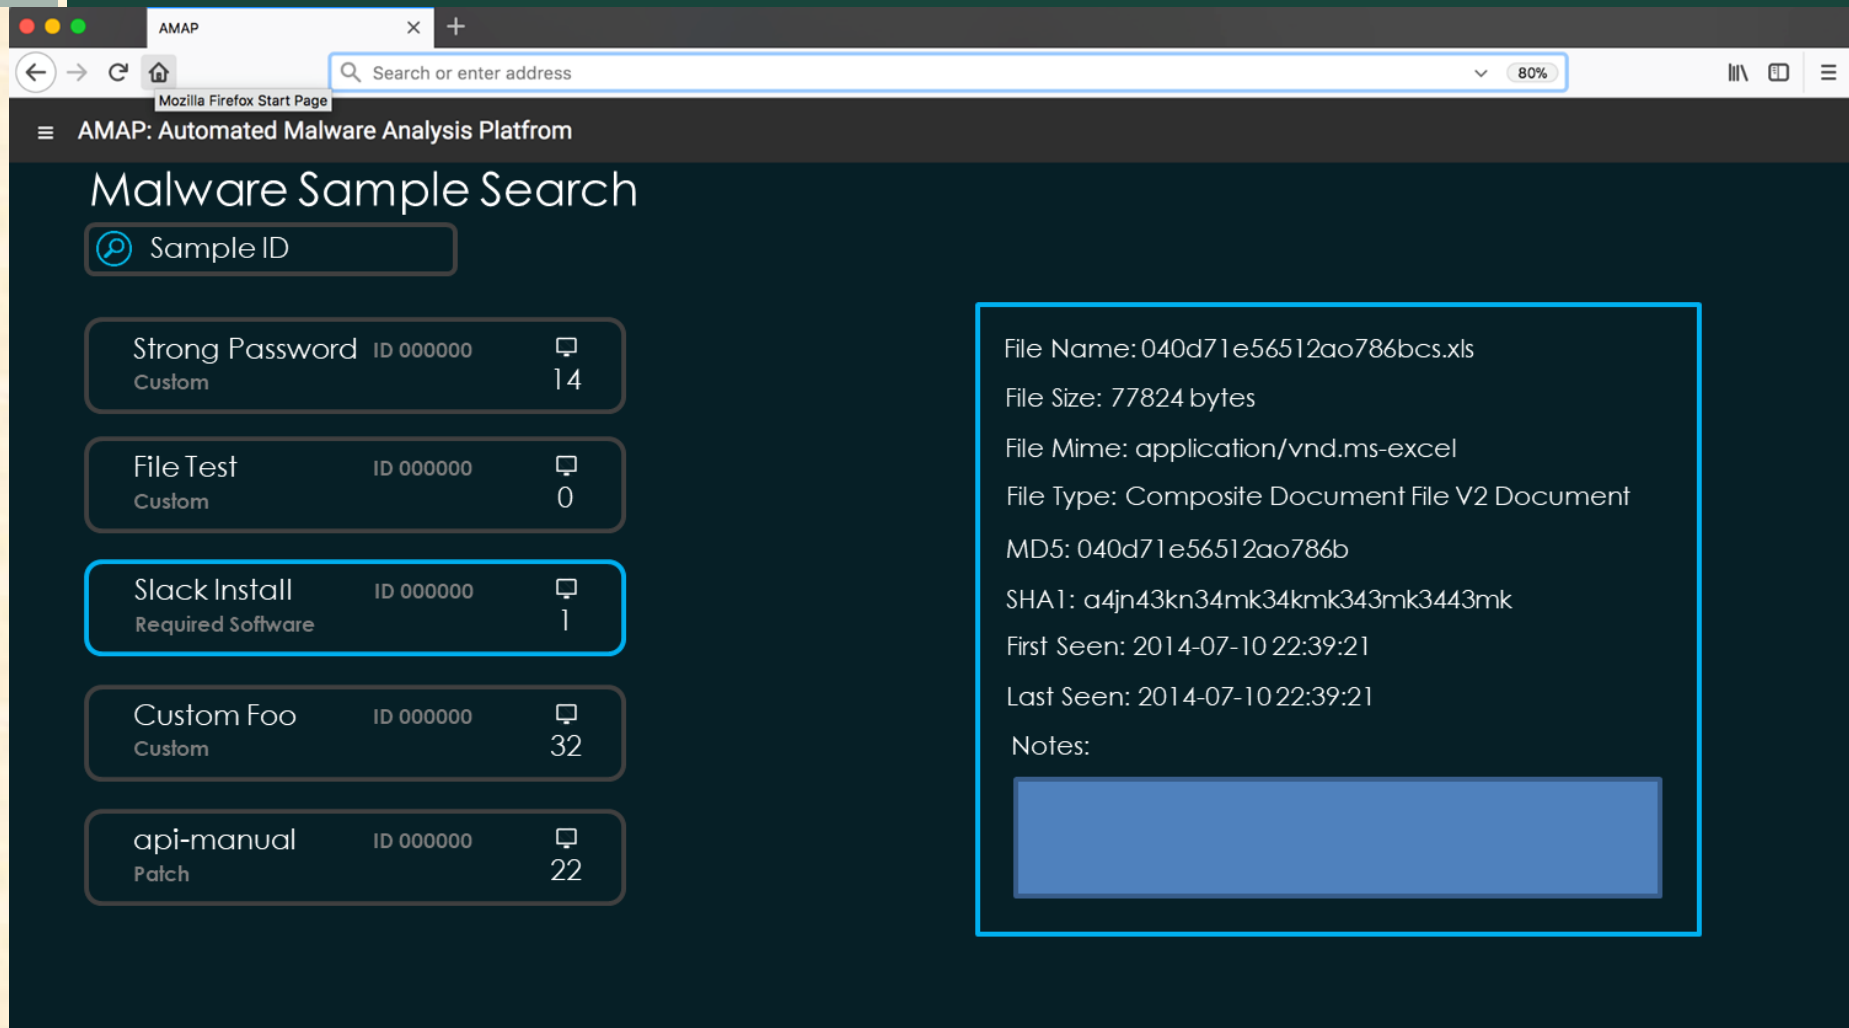 AMAP
Search or enter address
80%
Mozilla Firefox Start Page
AMAP: Automated Malware Analysis Platfrom
Malware Sample Search
Sample ID
Strong Password ID 000000
Custom 14
File Test ID 000000
Custom 0
Slack Install ID 000000
Required Software 1
Custom Foo ID 000000
Custom 32
api-manual ID 000000
Patch 22
File Name: 040d71e56512ao786bcs.xls
File Size: 77824 bytes
File Mime: application/vnd.ms-excel
File Type: Composite Document File V2 Document
MD5: 040d71e56512ao786b
SHA1: a4jn43kn34mk34kmk343mk3443mk
First Seen: 2014-07-10 22:39:21
Last Seen: 2014-07-10 22:39:21
Notes: